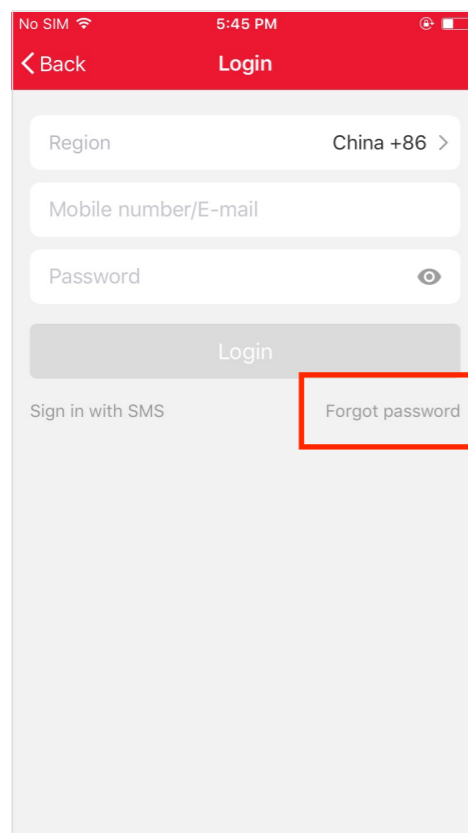 No SIM 5:45 PM
Back Login
Region China +86
Mobile number/E-mail
Password
Login
Sign in with SMS Forgot password